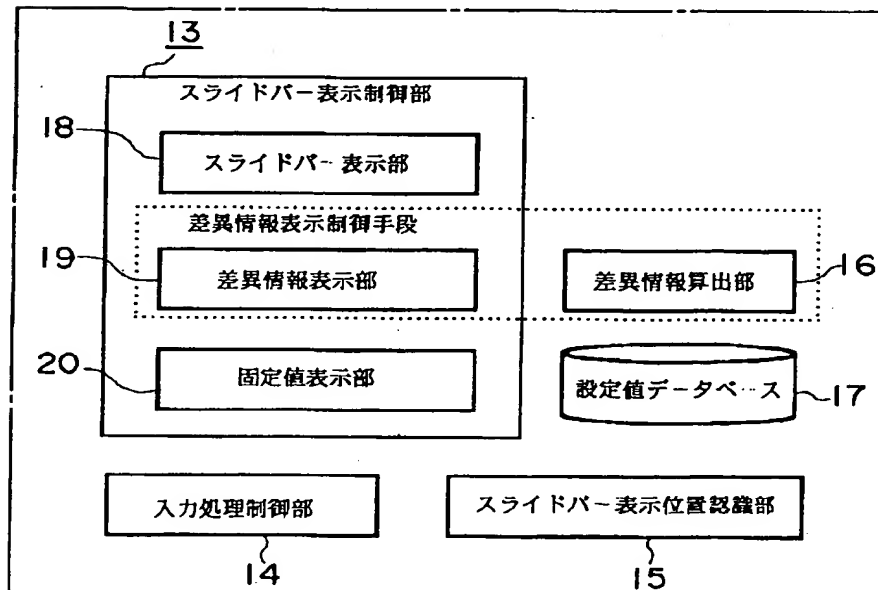 13
スライドバー表示制御部
18
スライドバー表示部
差異情報表示制御手段
19
差異情報表示部
差異情報算出部
16
20
固定値表示部
設定値データベース
17
入力処理制御部
スライドバー表示位置認識部
14
15